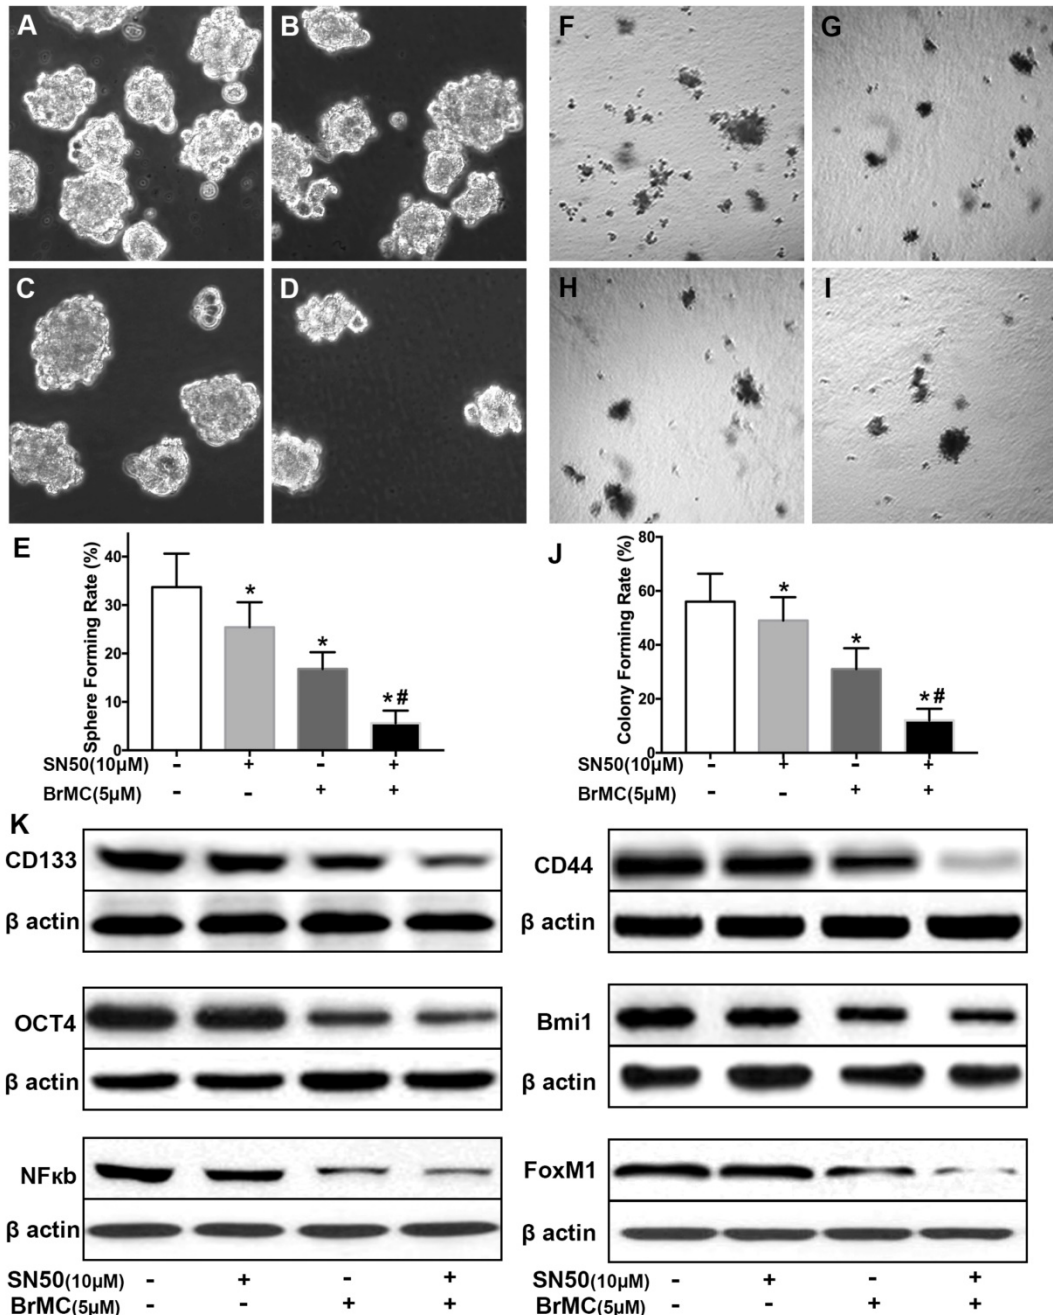 A
B
F
G
C
D
H
I
E
Sphere Forming Rate (%)
40
30
20
10
0
*
*
*#
SN50(10μM) - + - +
BrMC(5μM) - - + +
J
Colony Forming Rate (%)
80
60
40
20
0
*
*
*#
SN50(10μM) - + - +
BrMC(5μM) - - + +
K
CD133
β actin
OCT4
β actin
NFκb
β actin
SN50(10μM) - + - +
BrMC(5μM) - - + +
CD44
β actin
Bmi1
β actin
FoxM1
β actin
SN50(10μM) - + - +
BrMC(5μM) - - + +